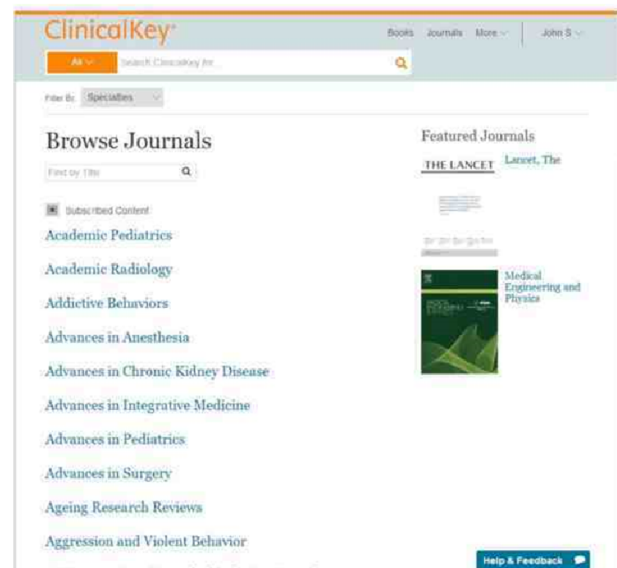 ClinicalKey®
Books Journals More John S
All Search ClinicalKey for...
Filter By: Specialties
Browse Journals
Find by Title
Subscribed Content
Academic Pediatrics
Academic Radiology
Addictive Behaviors
Advances in Anesthesia
Advances in Chronic Kidney Disease
Advances in Integrative Medicine
Advances in Pediatrics
Advances in Surgery
Ageing Research Reviews
Aggression and Violent Behavior
Featured Journals
THE LANCET
Lancet, The
Medical
Engineering and
Physics
Help & Feedback